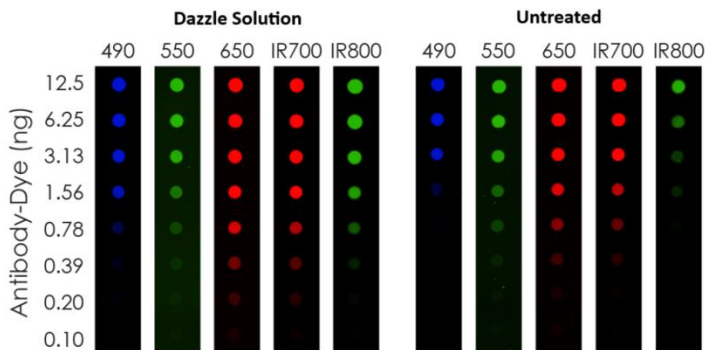 Dazzle Solution Untreated
490 550 650 IR700 IR800 490 550 650 IR700 IR800
Antibody-Dye (ng)
12.5
6.25
3.13
1.56
0.78
0.39
0.20
0.10